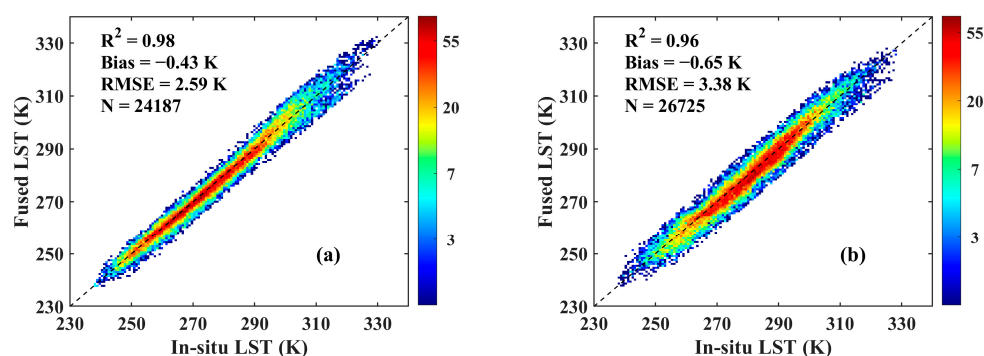 330
310
290
270
250
230
Fused LST (K)
R² = 0.98
Bias = −0.43 K
RMSE = 2.59 K
N = 24187
(a)
230 250 270 290 310 330
In-situ LST (K)
55
20
7
3
330
310
290
270
250
230
Fused LST (K)
R² = 0.96
Bias = −0.65 K
RMSE = 3.38 K
N = 26725
(b)
230 250 270 290 310 330
In-situ LST (K)
55
20
7
3